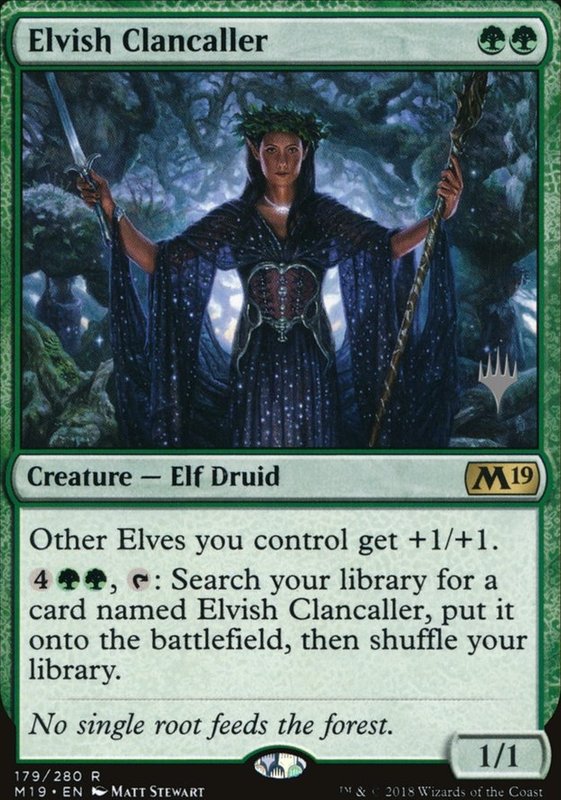 Elvish Clancaller
Creature — Elf Druid
M19
Other Elves you control get +1/+1.
4, : Search your library for a
card named Elvish Clancaller, put it
onto the battlefield, then shuffle your
library.
No single root feeds the forest.
1/1
179/280 R
M19 • EN Matt Stewart
™ & © 2018 Wizards of the Coast